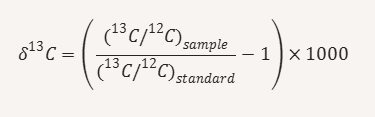 δ¹³C = ( (¹³C/¹²C)sample / (¹³C/¹²C)standard − 1 ) × 1000